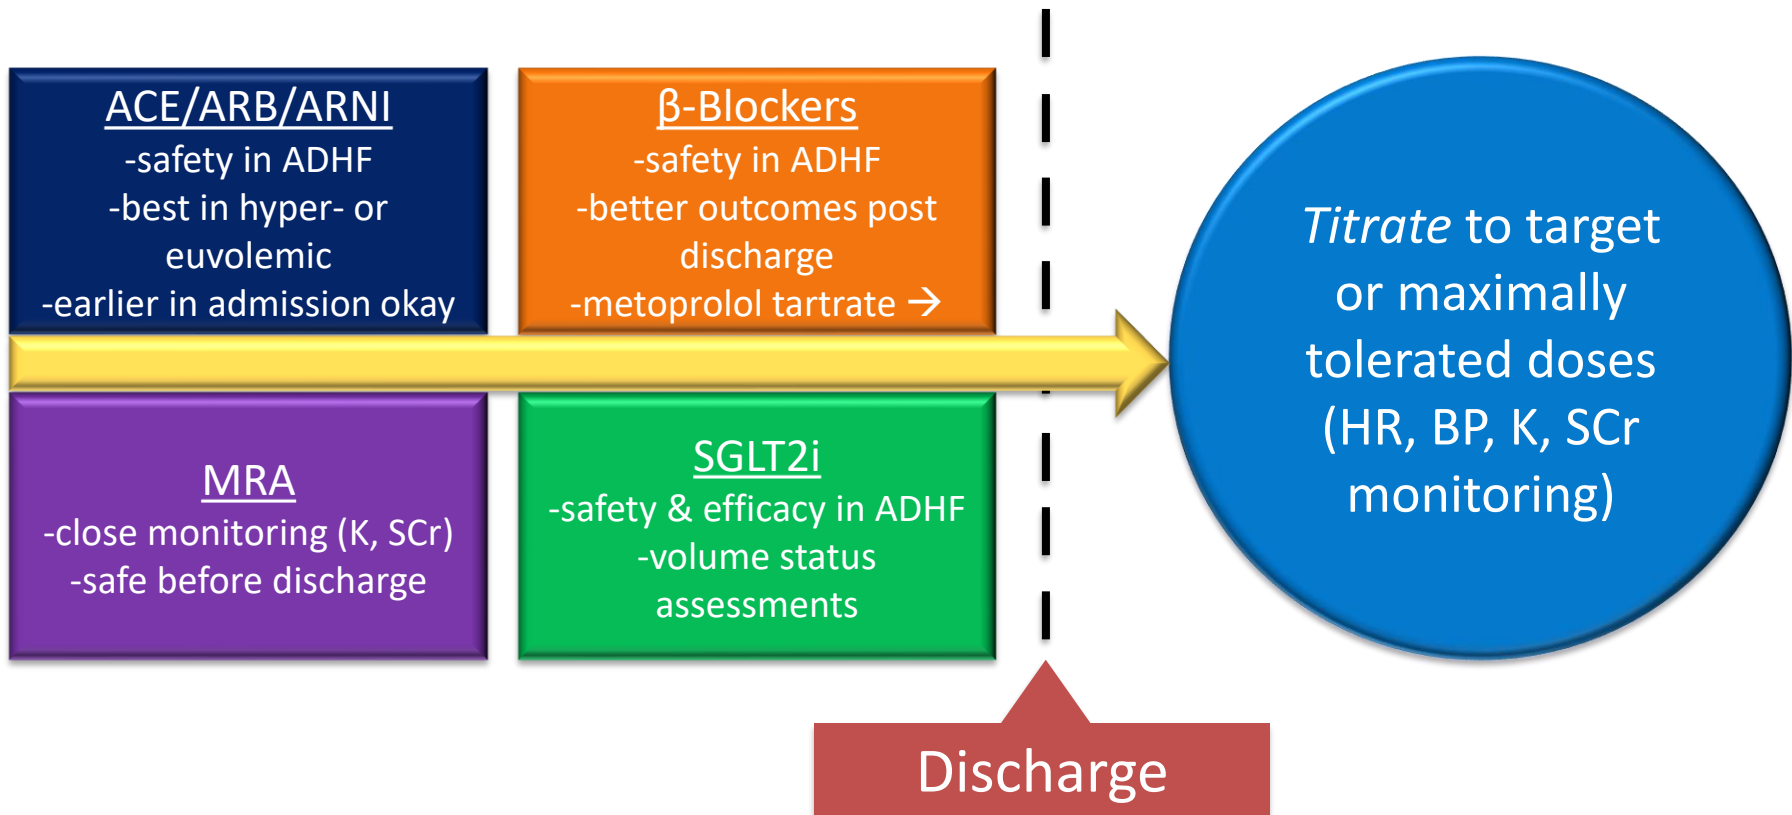 ACE/ARB/ARNI
-safety in ADHF
-best in hyper- or
euvolemic
-earlier in admission okay
β-Blockers
-safety in ADHF
-better outcomes post
discharge
-metoprolol tartrate →
MRA
-close monitoring (K, SCr)
-safe before discharge
SGLT2i
-safety & efficacy in ADHF
-volume status
assessments
Titrate to target
or maximally
tolerated doses
(HR, BP, K, SCr
monitoring)
Discharge